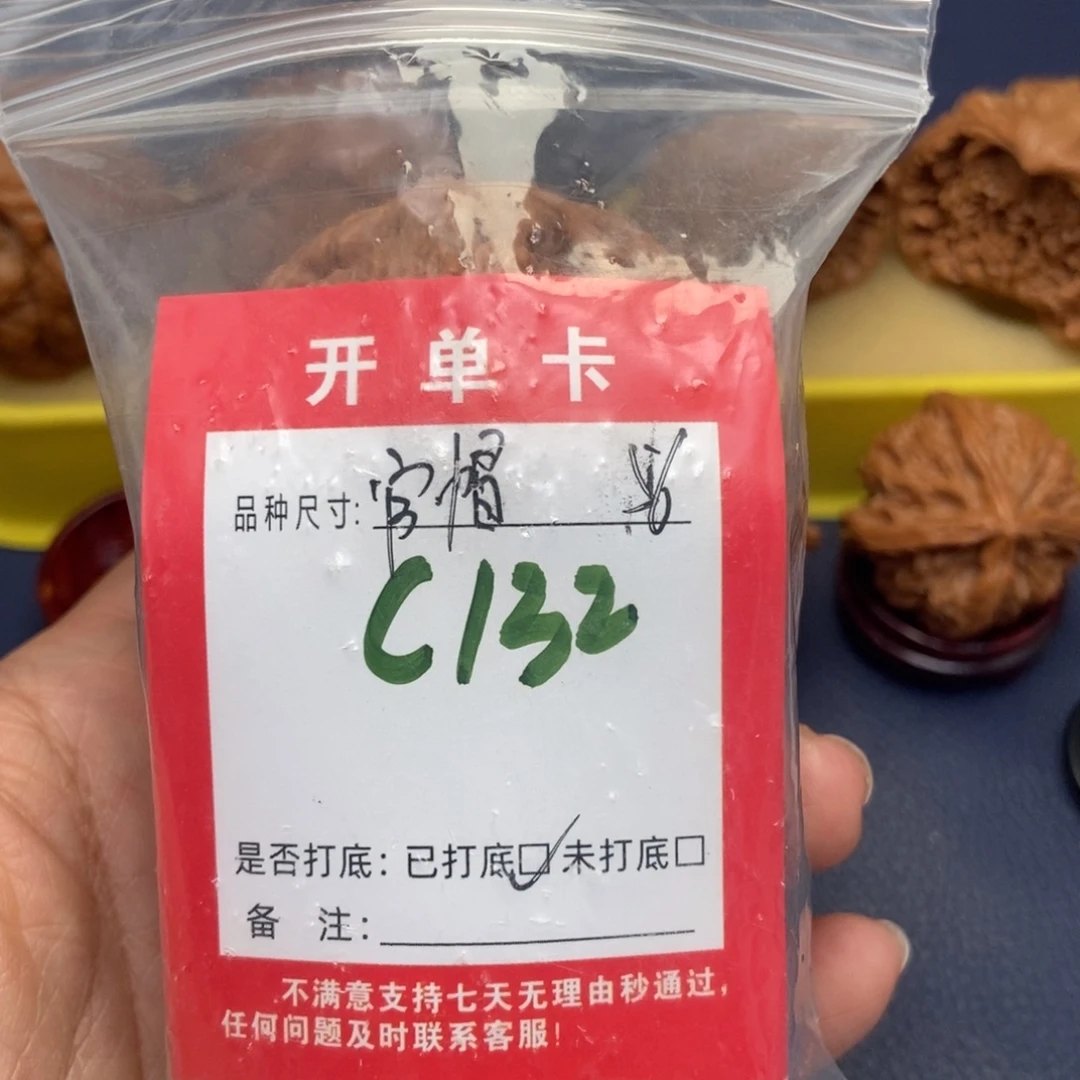 开单卡
品种尺寸: 官帽
C132
是否打底: 已打底☑ 未打底□
备 注:
不满意支持七天无理由秒通过,
任何问题及时联系客服!